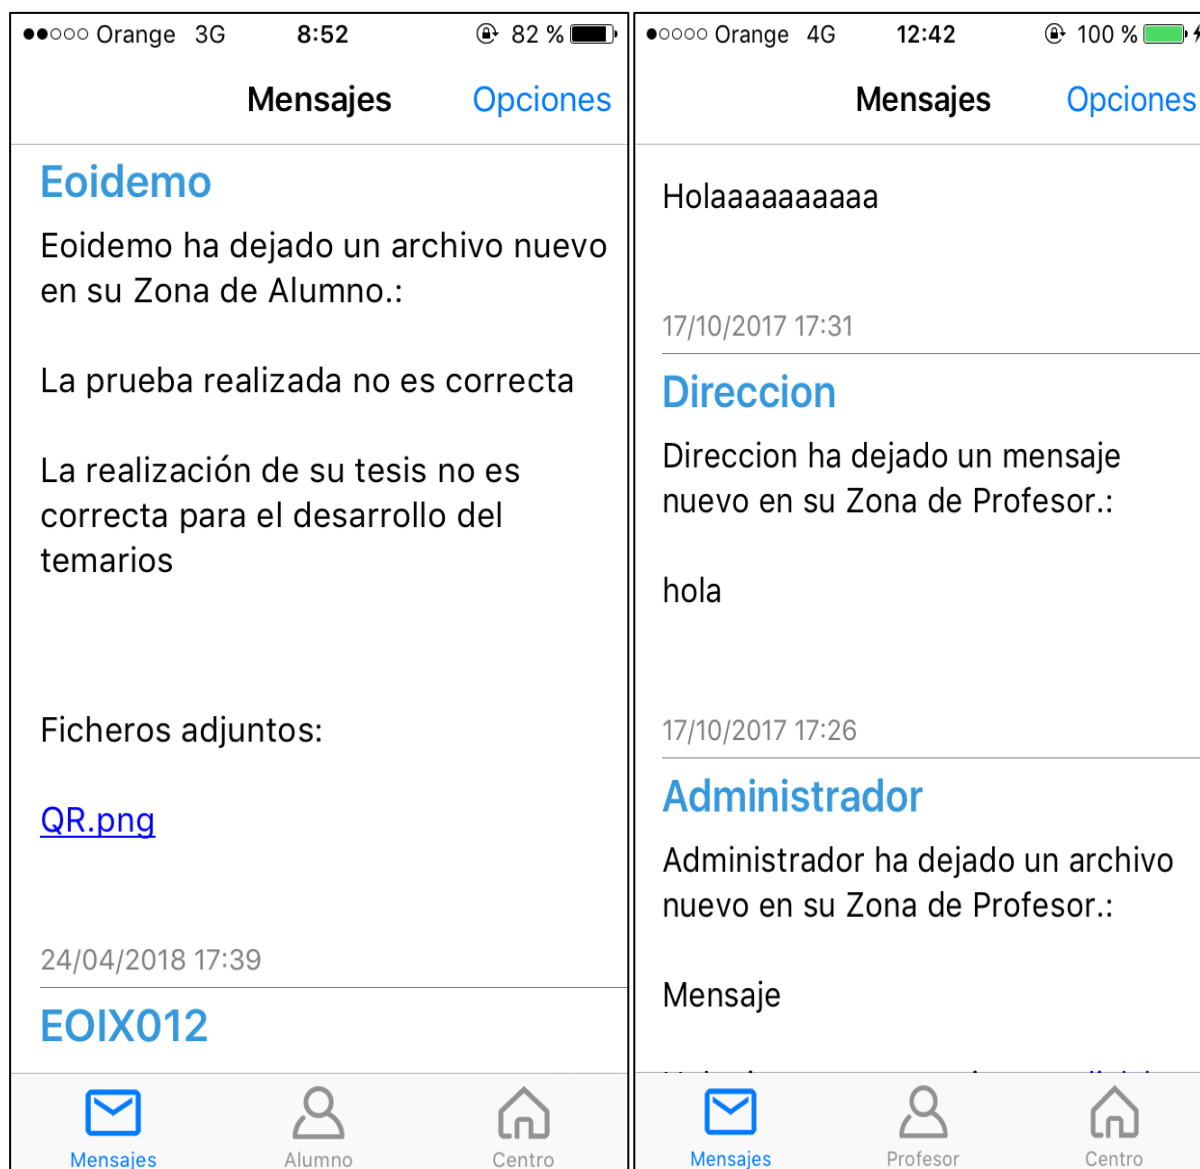 Orange 3G 8:52 82 %
Mensajes Opciones
Eoidemo
Eoidemo ha dejado un archivo nuevo
en su Zona de Alumno.:
La prueba realizada no es correcta
La realización de su tesis no es
correcta para el desarrollo del
temarios
Ficheros adjuntos:
QR.png
24/04/2018 17:39
EOIX012
Mensajes Alumno Centro
Orange 4G 12:42 100 %
Mensajes Opciones
Holaaaaaaaaaa
17/10/2017 17:31
Direccion
Direccion ha dejado un mensaje
nuevo en su Zona de Profesor.:
hola
17/10/2017 17:26
Administrador
Administrador ha dejado un archivo
nuevo en su Zona de Profesor.:
Mensaje
Mensajes Profesor Centro